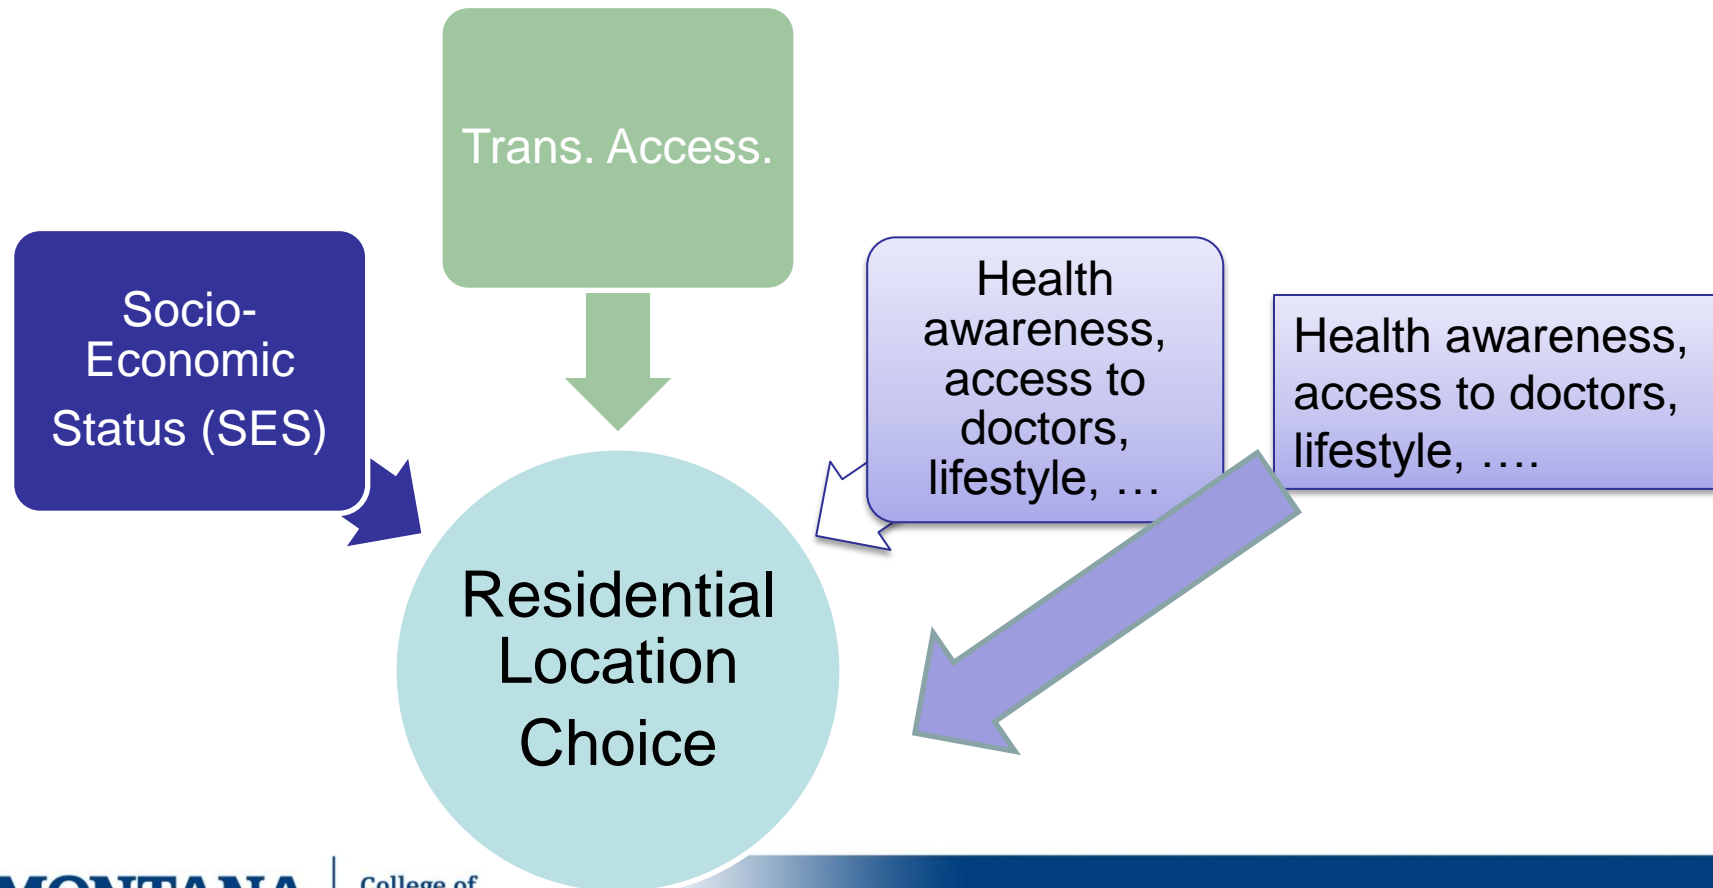 Trans. Access.
Socio-
Economic
Status (SES)
Health
awareness,
access to
doctors,
lifestyle, …
Health awareness,
access to doctors,
lifestyle, ….
Residential
Location
Choice
MONTANA
College of